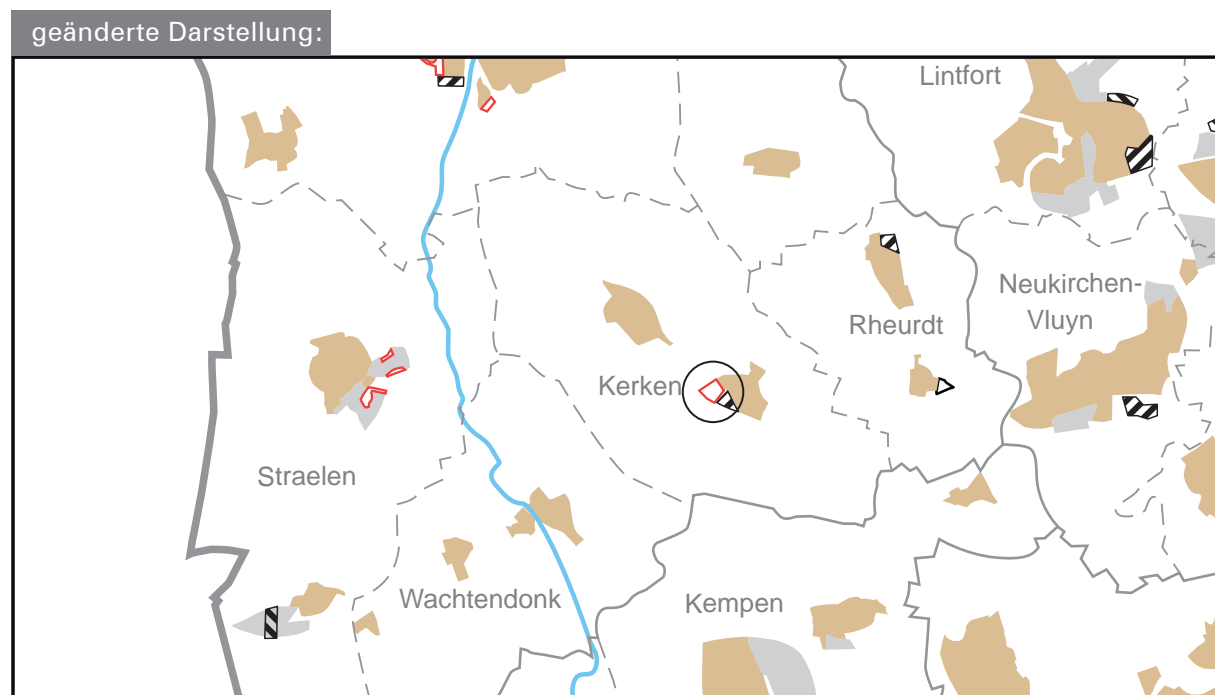 geänderte Darstellung:
Lintfort
Neukirchen-
Vluyn
Rheurdt
Kerken
Straelen
Wachtendonk
Kempen